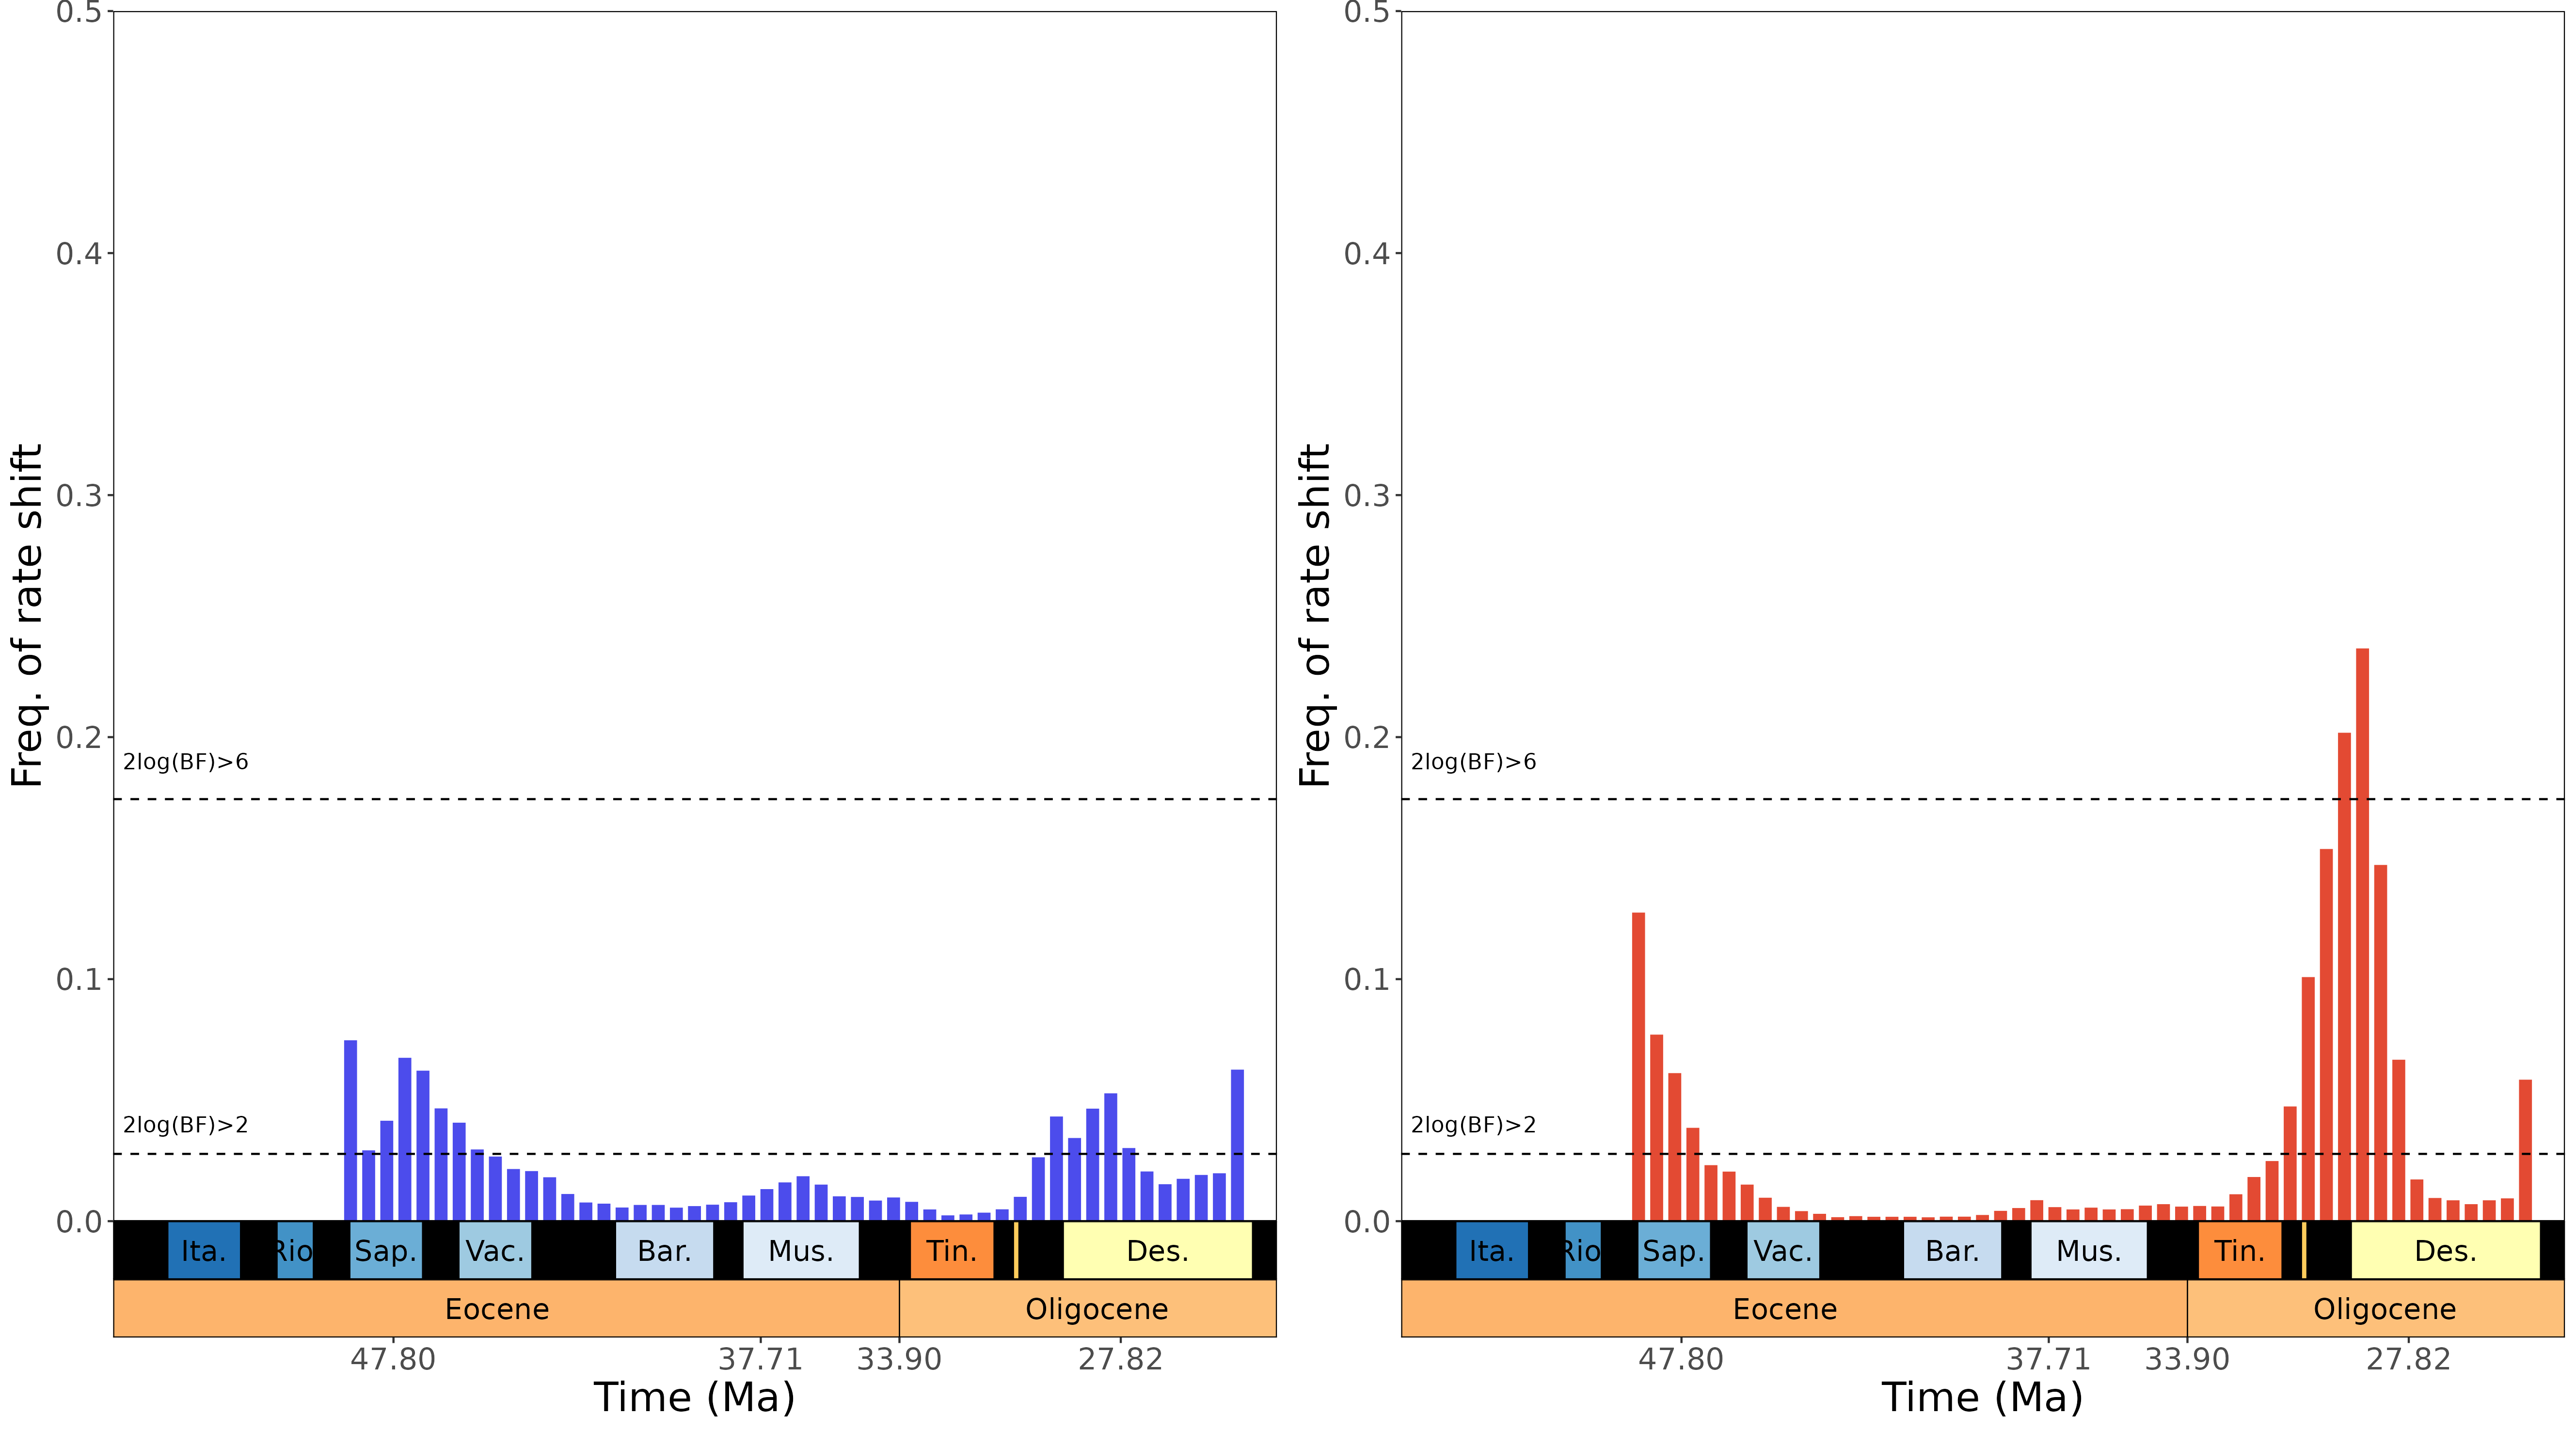 0.5
0.4
0.3
0.2
0.1
0.0
Freq. of rate shift
2log(BF)>6
2log(BF)>2
Ita. Rio Sap. Vac. Bar. Mus. Tin. Des.
Eocene Oligocene
47.80 37.71 33.90 27.82
Time (Ma)
0.5
0.4
0.3
0.2
0.1
0.0
Freq. of rate shift
2log(BF)>6
2log(BF)>2
Ita. Rio Sap. Vac. Bar. Mus. Tin. Des.
Eocene Oligocene
47.80 37.71 33.90 27.82
Time (Ma)